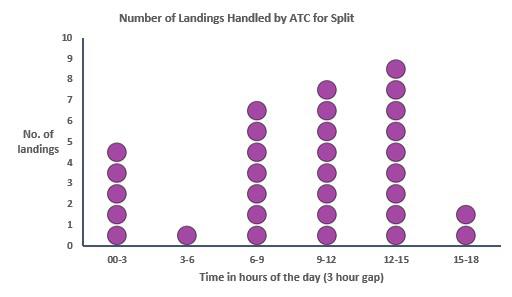 Number of Landings Handled by ATC for Split
10
9
8
7
6
5
4
3
2
1
0
No. of
landings
00-3 3-6 6-9 9-12 12-15 15-18
Time in hours of the day (3 hour gap)